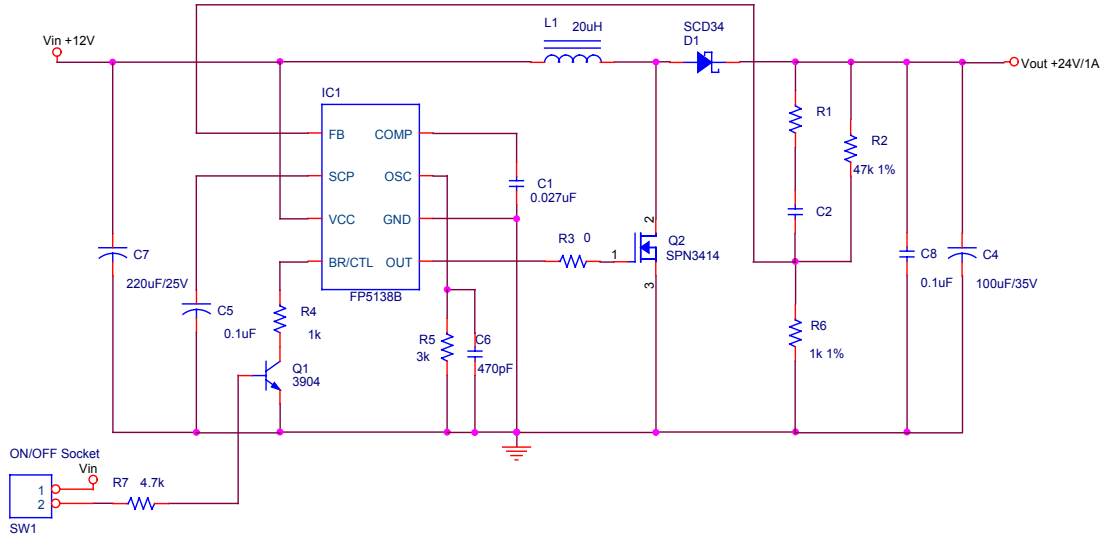 L1 20uH
SCD34
D1
Vin +12V
Vout +24V/1A
IC1
FB COMP
SCP OSC
VCC GND
BR/CTL OUT
FP5138B
C1
0.027uF
R1
R2
47k 1%
C2
C7
220uF/25V
C5
0.1uF
R4
1k
R3 0
1
2
3
Q2
SPN3414
C8
0.1uF
C4
100uF/35V
R5
3k
C6
470pF
R6
1k 1%
Q1
3904
ON/OFF Socket
Vin
1
2
R7 4.7k
SW1